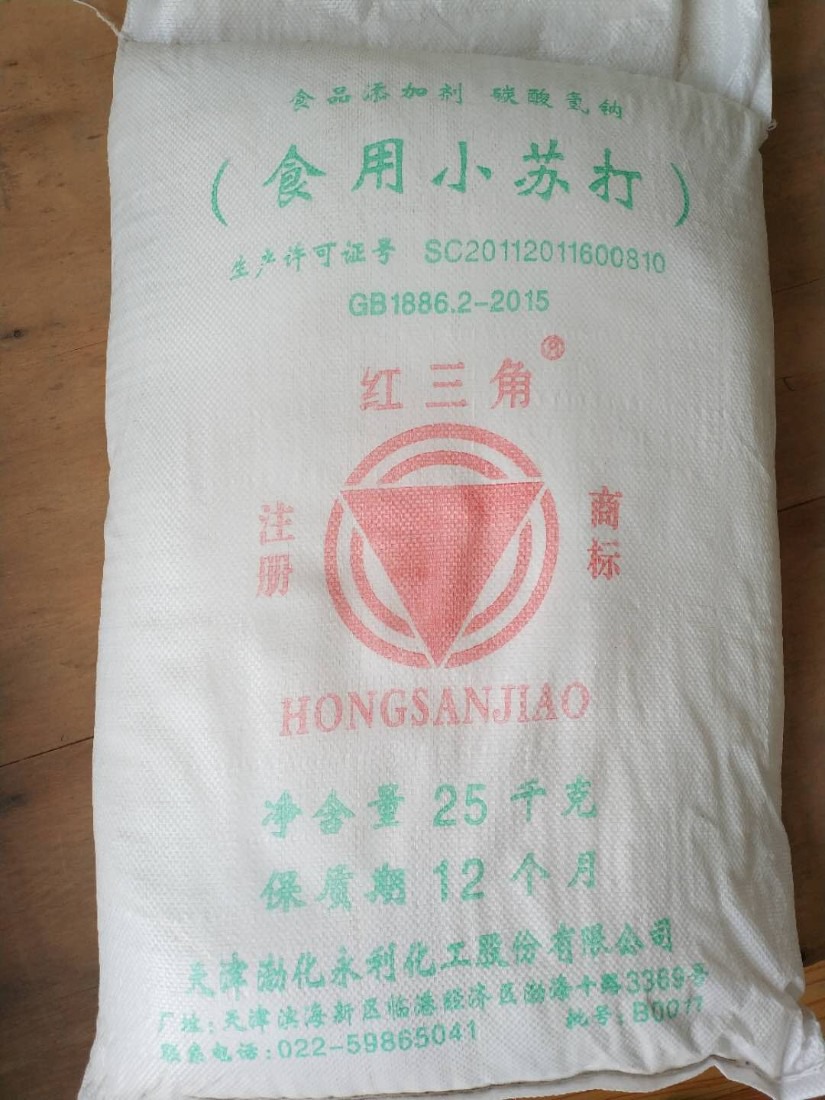 食品添加剂 碳酸氢钠
(食用小苏打)
生产许可证号 SC20112011600810
GB1886.2-2015
红三角®
注册 商标
HONGSANJIAO
净含量 25 千克
保质期 12 个月
天津渤化永利化工股份有限公司
厂址:天津滨海新区临港经济区渤海十路3369号
联系电话:022-59865041 批号:B0077